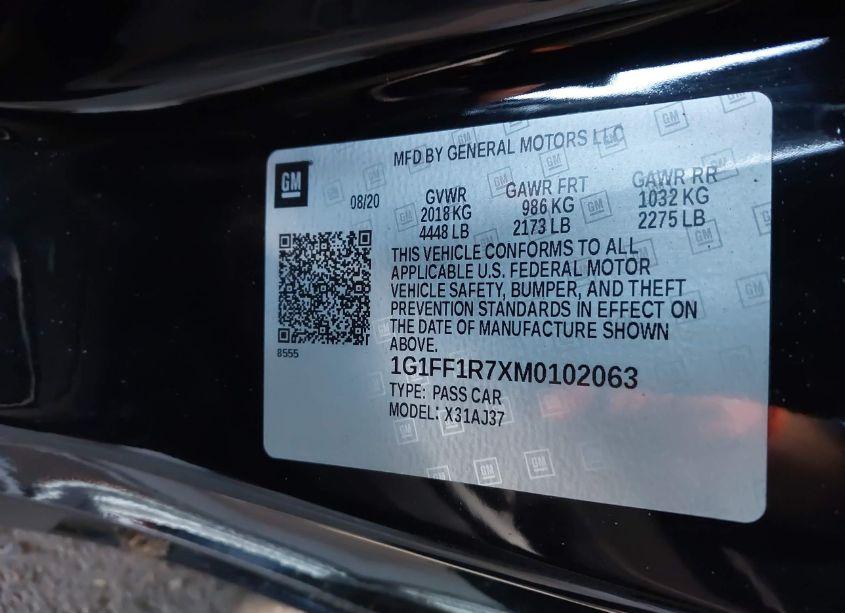 GM
MFD BY GENERAL MOTORS LLC
08/20
GVWR GAWR FRT GAWR RR
2018 KG 986 KG 1032 KG
4448 LB 2173 LB 2275 LB
THIS VEHICLE CONFORMS TO ALL
APPLICABLE U.S. FEDERAL MOTOR
VEHICLE SAFETY, BUMPER, AND THEFT
PREVENTION STANDARDS IN EFFECT ON
THE DATE OF MANUFACTURE SHOWN
ABOVE.
8555
1G1FF1R7XM0102063
TYPE: PASS CAR
MODEL: X31AJ37